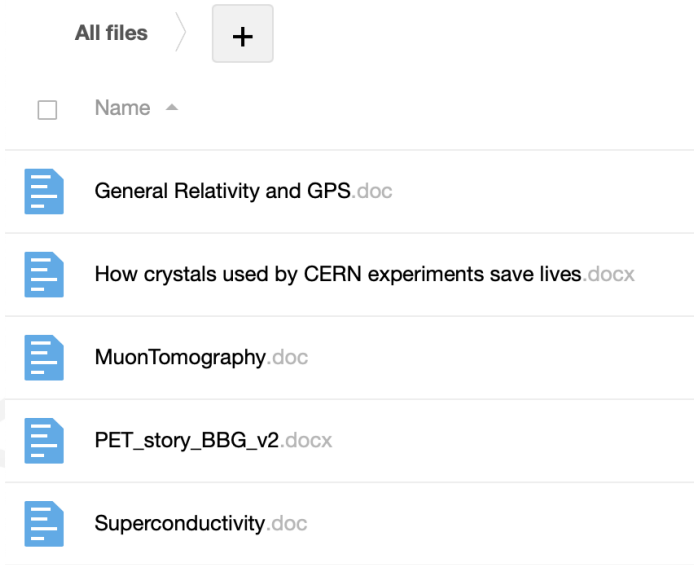 All files
+
Name
General Relativity and GPS.doc
How crystals used by CERN experiments save lives.docx
MuonTomography.doc
PET_story_BBG_v2.docx
Superconductivity.doc